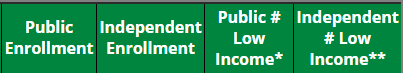 Public Enrollment
Independent Enrollment
Public # Low Income*
Independent # Low Income**